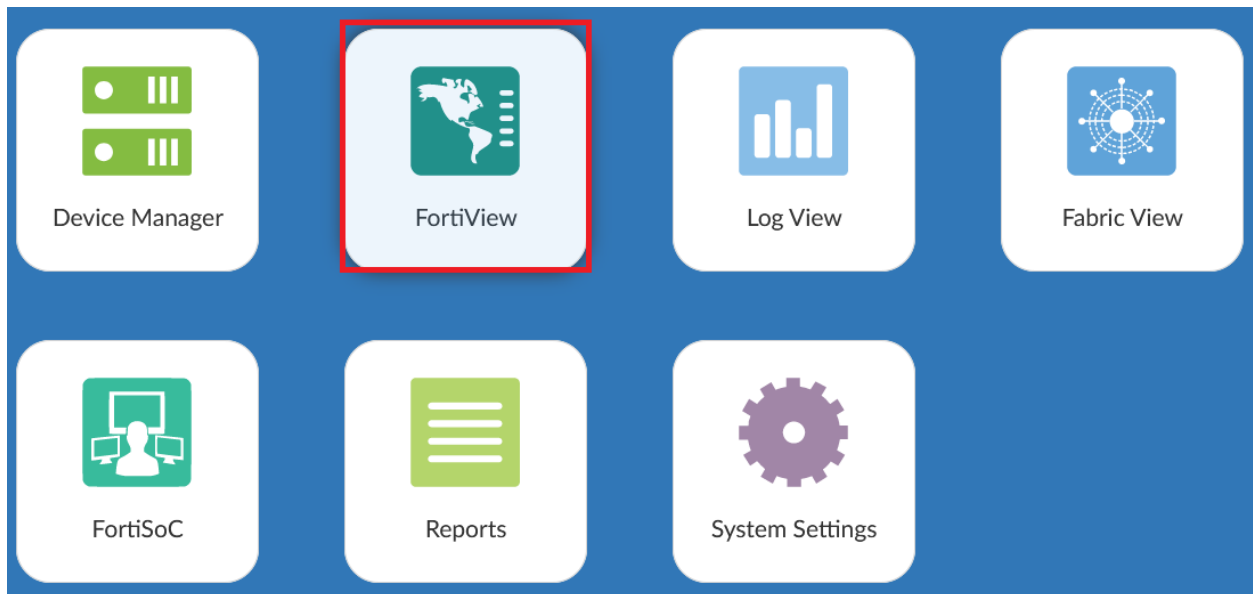 Device Manager
FortiView
Log View
Fabric View
FortiSoC
Reports
System Settings